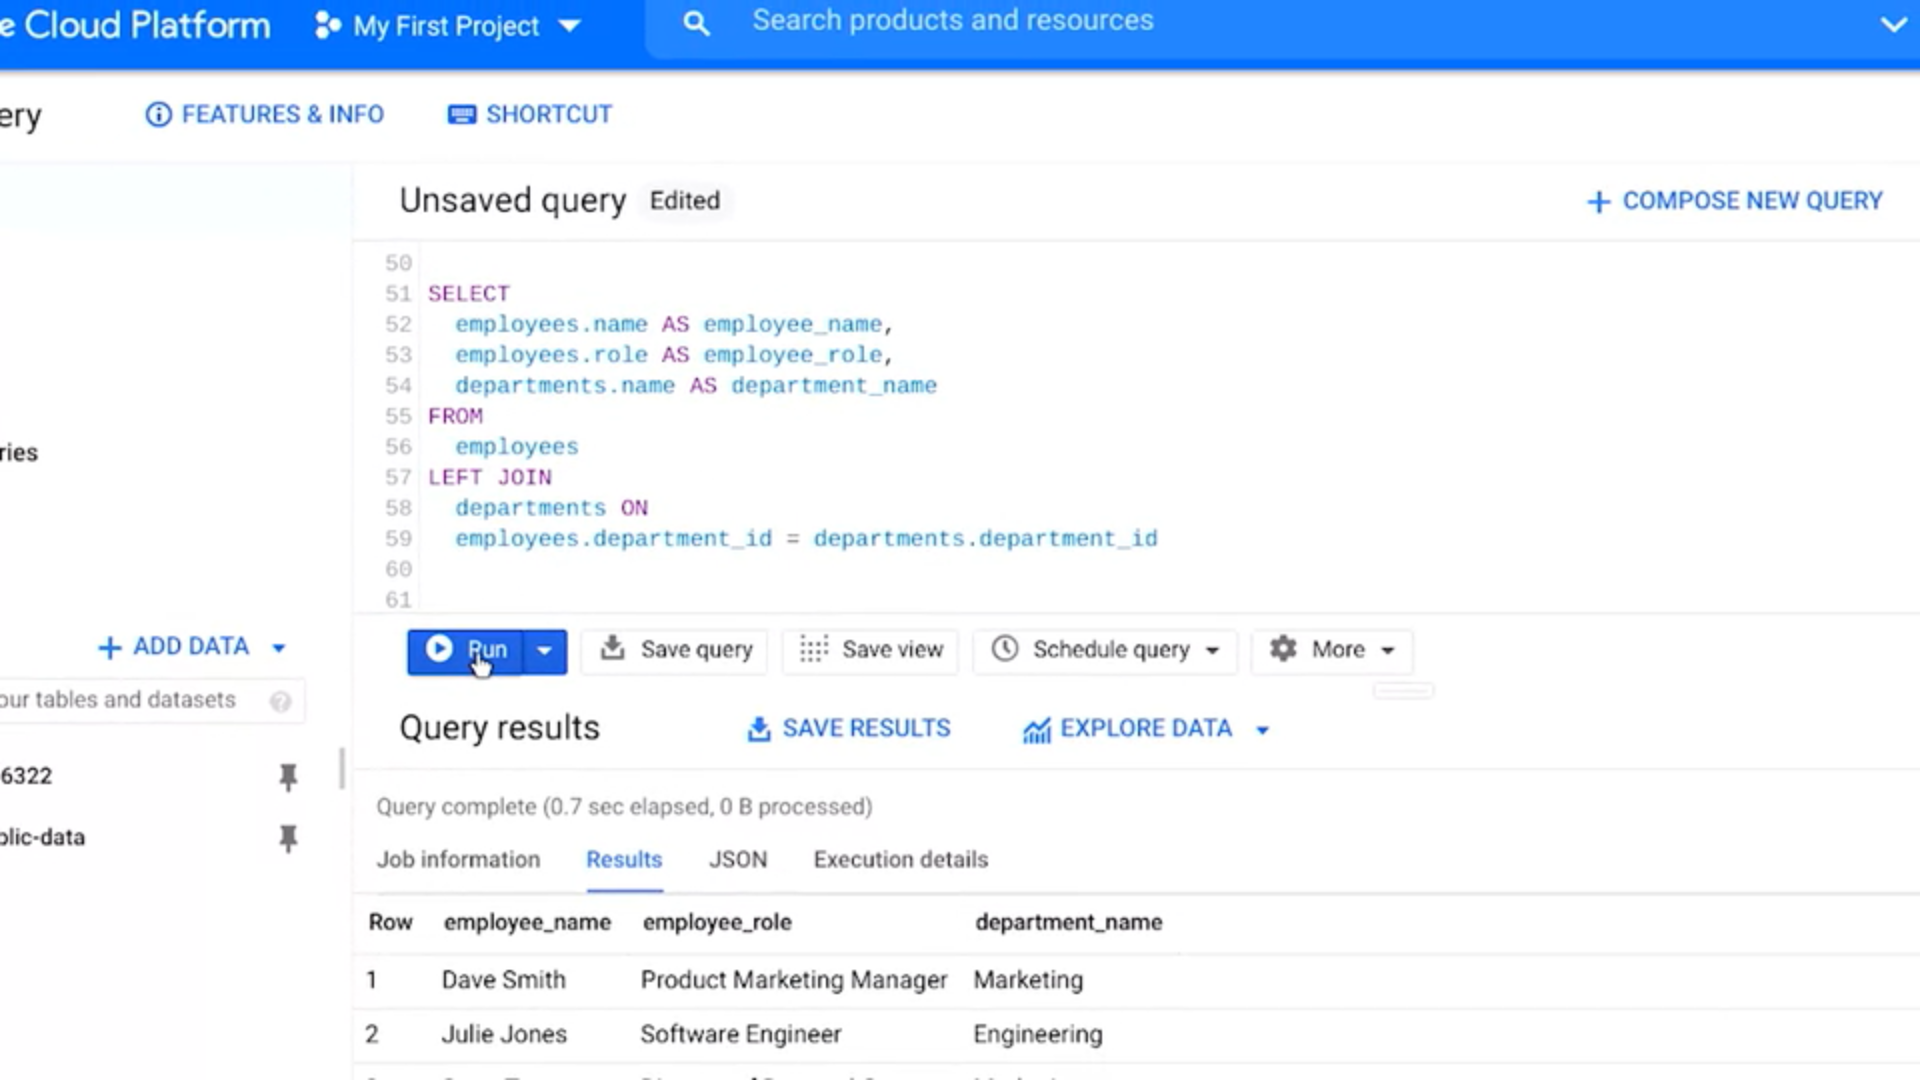 e Cloud Platform My First Project Search products and resources
ery FEATURES & INFO SHORTCUT
Unsaved query Edited COMPOSE NEW QUERY
50
51 SELECT
52 employees.name AS employee_name,
53 employees.role AS employee_role,
54 departments.name AS department_name
55 FROM
56 employees
57 LEFT JOIN
58 departments ON
59 employees.department_id = departments.department_id
60
61
ries
+ ADD DATA
our tables and datasets ?
6322
blic-data
Run Save query Save view Schedule query More
Query results SAVE RESULTS EXPLORE DATA
Query complete (0.7 sec elapsed, 0 B processed)
Job information Results JSON Execution details
Row employee_name employee_role department_name
1 Dave Smith Product Marketing Manager Marketing
2 Julie Jones Software Engineer Engineering